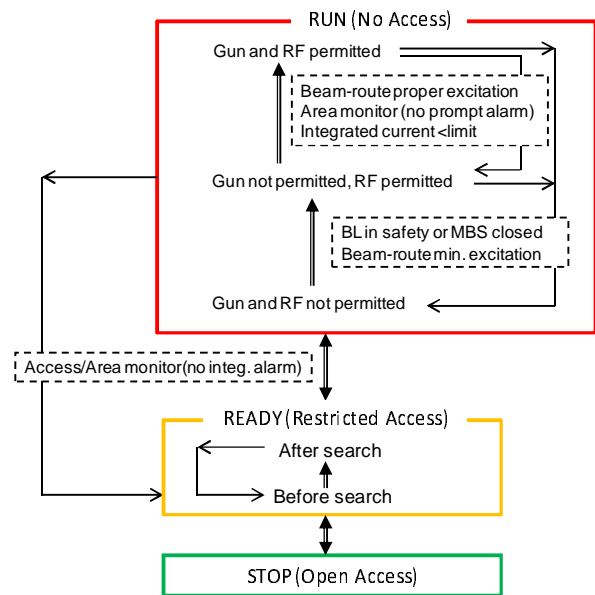 RUN (No Access)
Gun and RF permitted
Beam-route proper excitation
Area monitor (no prompt alarm)
Integrated current <limit
Gun not permitted, RF permitted
BL in safety or MBS closed
Beam-route min. excitation
Gun and RF not permitted
Access/Area monitor(no integ. alarm)
READY (Restricted Access)
After search
Before search
STOP (Open Access)